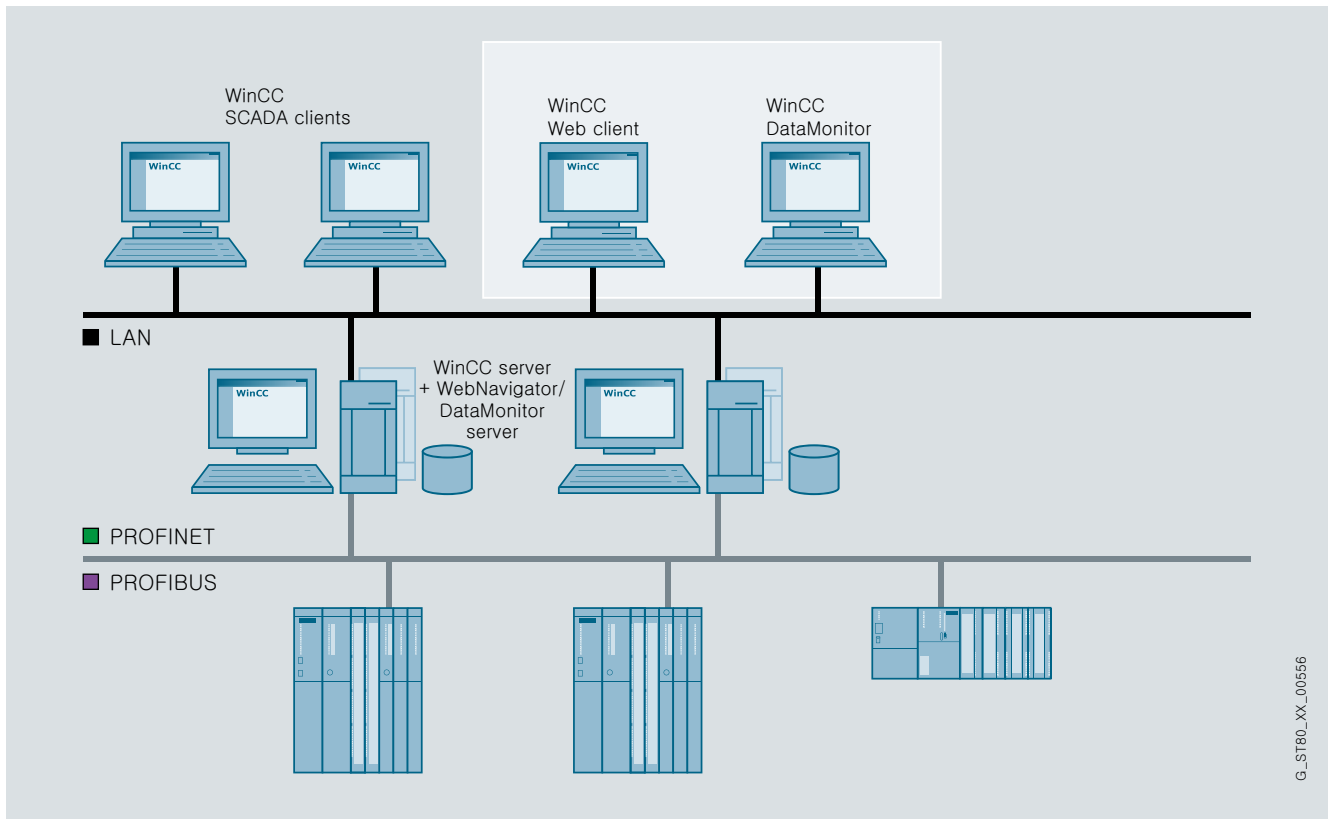 WinCC
SCADA clients
WinCC
Web client
WinCC
DataMonitor
WinCC
WinCC
WinCC
WinCC
LAN
WinCC server
+ WebNavigator/
DataMonitor
server
WinCC
WinCC
PROFINET
PROFIBUS
G_ST80_XX_00556